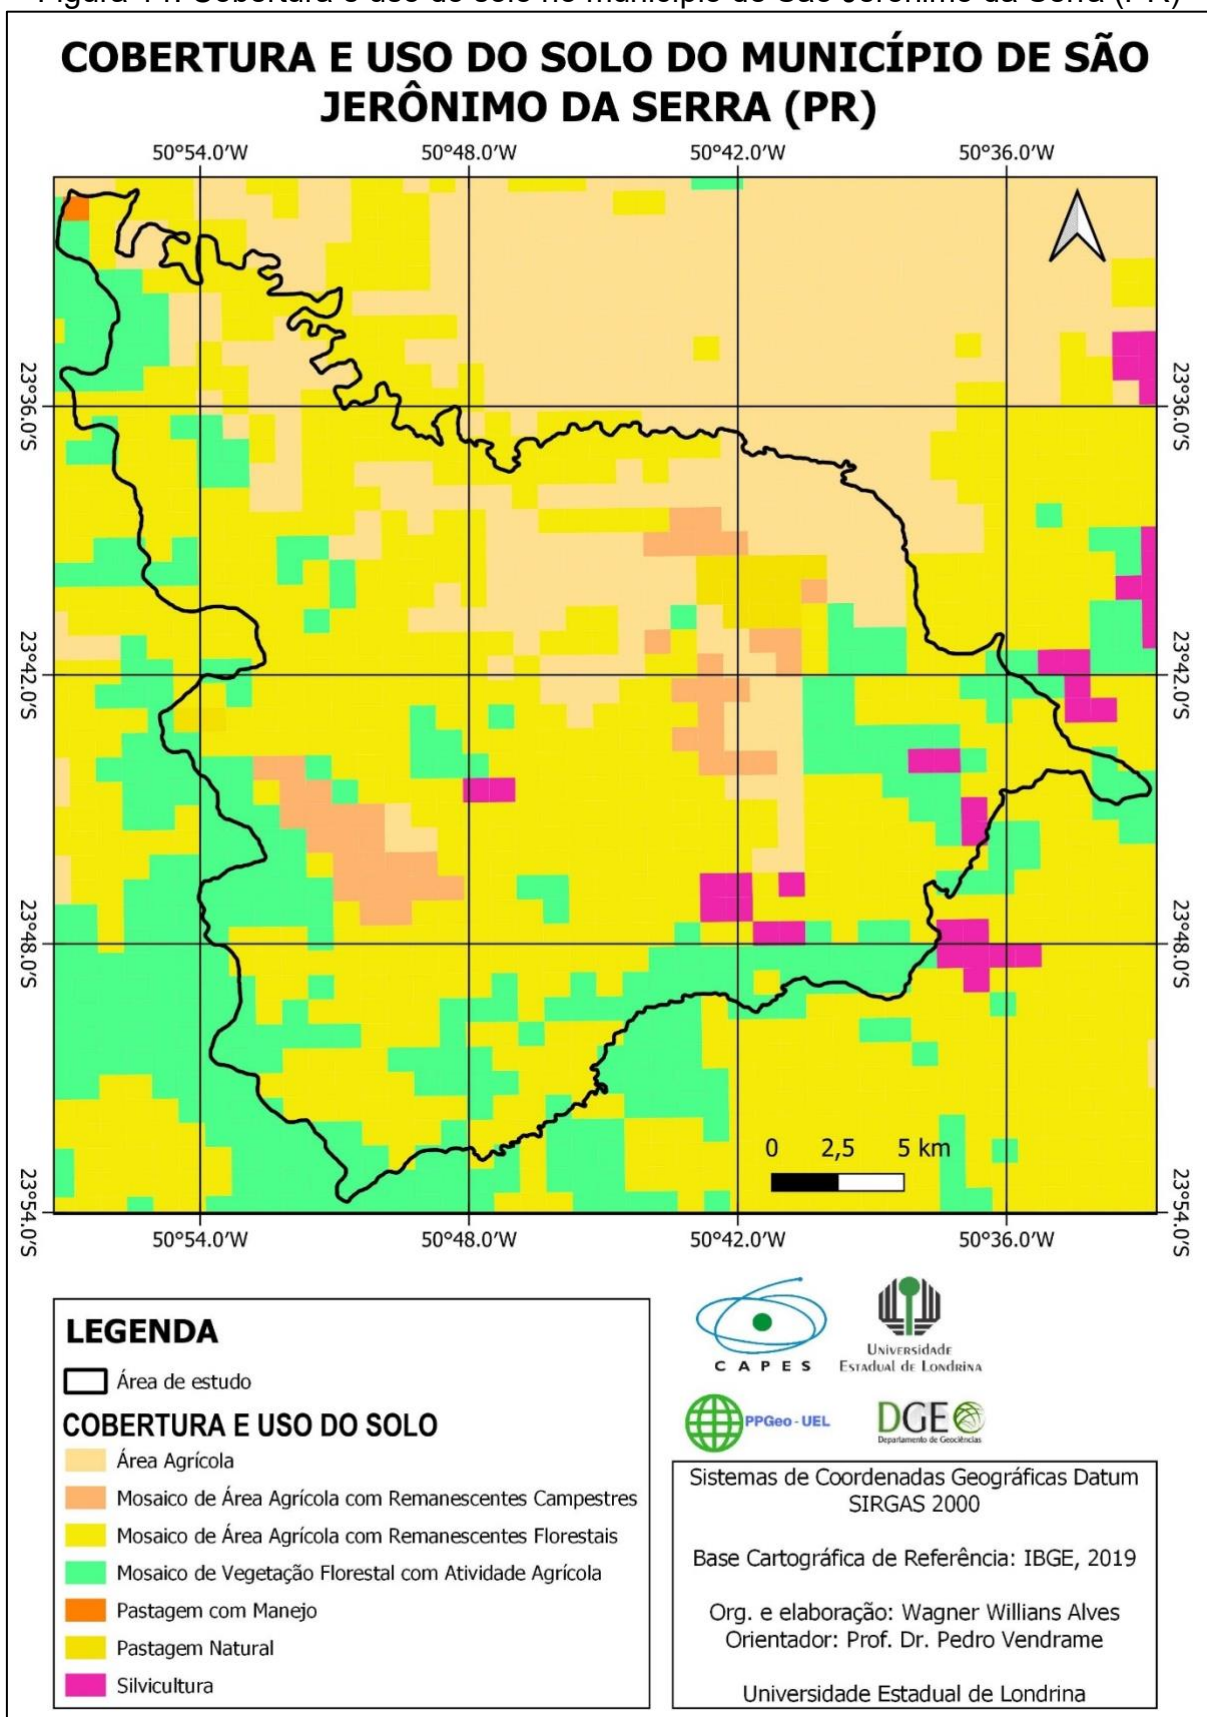 COBERTURA E USO DO SOLO DO MUNICÍPIO DE SÃO
JERÔNIMO DA SERRA (PR)
50°54.0'W 50°48.0'W 50°42.0'W 50°36.0'W
23°36.0'S 23°36.0'S
23°42.0'S 23°42.0'S
23°48.0'S 23°48.0'S
0 2,5 5 km
23°54.0'S 23°54.0'S
50°54.0'W 50°48.0'W 50°42.0'W 50°36.0'W
LEGENDA
Área de estudo
COBERTURA E USO DO SOLO
Área Agrícola
Mosaico de Área Agrícola com Remanescentes Campestres
Mosaico de Área Agrícola com Remanescentes Florestais
Mosaico de Vegetação Florestal com Atividade Agrícola
Pastagem com Manejo
Pastagem Natural
Silvicultura
CAPES
UNIVERSIDADE
ESTADUAL DE LONDRINA
PPGeo - UEL
DGEO
Departamento de Geociências
Sistemas de Coordenadas Geográficas Datum
SIRGAS 2000
Base Cartográfica de Referência: IBGE, 2019
Org. e elaboração: Wagner Willians Alves
Orientador: Prof. Dr. Pedro Vendrame
Universidade Estadual de Londrina